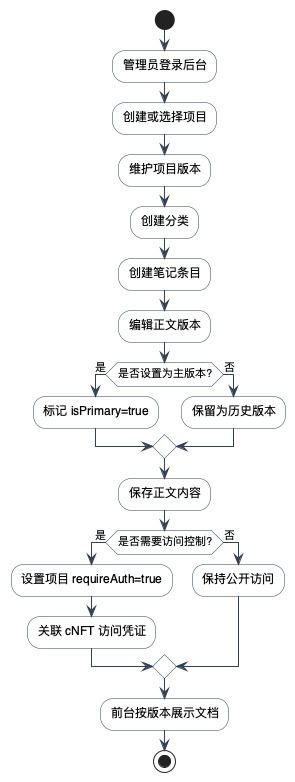 管理员登录后台
创建或选择项目
维护项目版本
创建分类
创建笔记条目
编辑正文版本
是否设置为主版本?
是
否
标记 isPrimary=true
保留为历史版本
保存正文内容
是否需要访问控制?
是
否
设置项目 requireAuth=true
保持公开访问
关联 cNFT 访问凭证
前台按版本展示文档